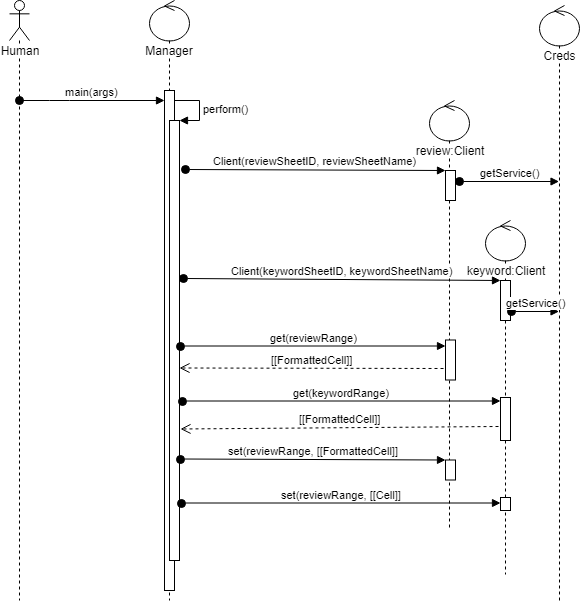 Human
Manager
Creds
main(args)
perform()
review:Client
Client(reviewSheetID, reviewSheetName)
getService()
keyword:Client
Client(keywordSheetID, keywordSheetName)
getService()
get(reviewRange)
[[FormattedCell]]
get(keywordRange)
[[FormattedCell]]
set(reviewRange, [[FormattedCell]]
set(reviewRange, [[Cell]]